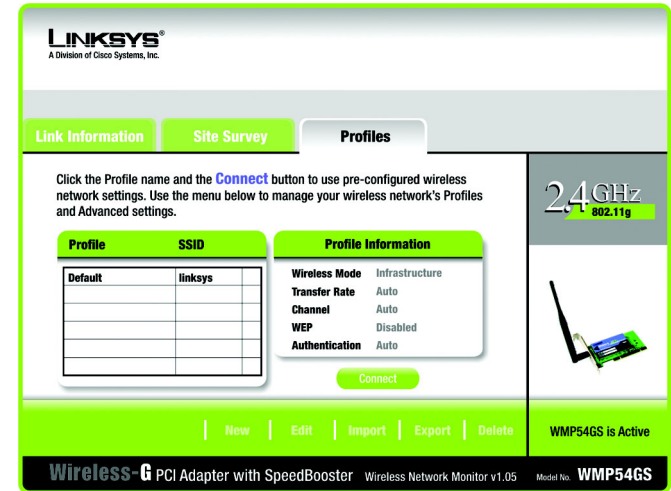 LINKSYS®
A Division of Cisco Systems, Inc.
Link Information
Site Survey
Profiles
Click the Profile name and the Connect button to use pre-configured wireless
network settings. Use the menu below to manage your wireless network's Profiles
and Advanced settings.
2.4GHz
802.11g
Profile SSID
Default linksys
Profile Information
Wireless Mode Infrastructure
Transfer Rate Auto
Channel Auto
WEP Disabled
Authentication Auto
Connect
New Edit Import Export Delete
WMP54GS is Active
Wireless-G PCI Adapter with SpeedBooster Wireless Network Monitor v1.05 Model No. WMP54GS